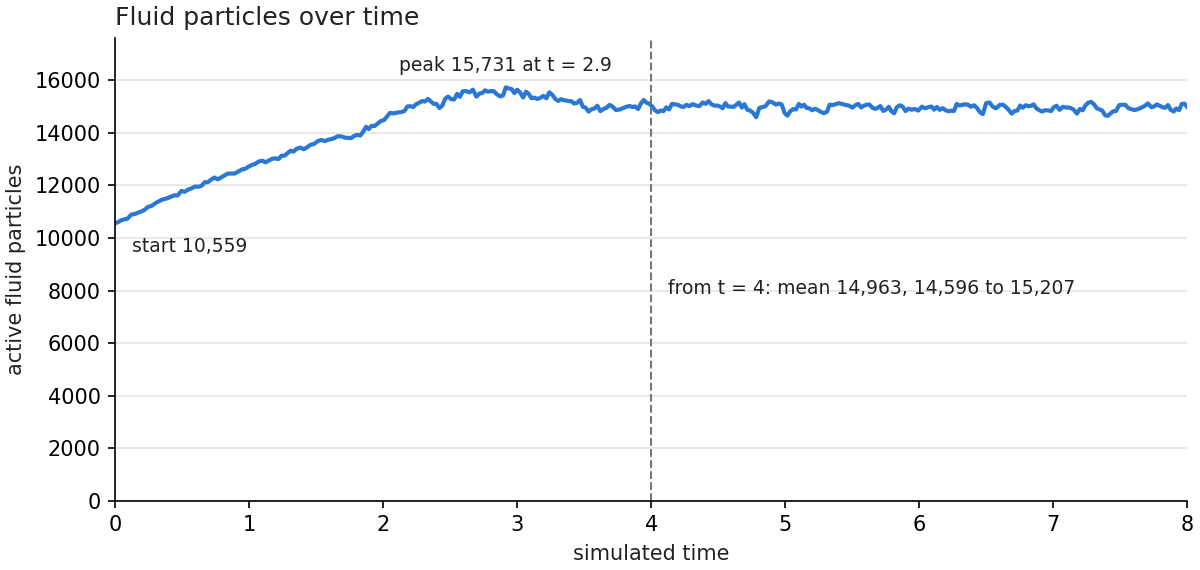 Fluid particles over time
peak 15,731 at t = 2.9
start 10,559
from t = 4: mean 14,963, 14,596 to 15,207
active fluid particles
16000
14000
12000
10000
8000
6000
4000
2000
0
0 1 2 3 4 5 6 7 8
simulated time